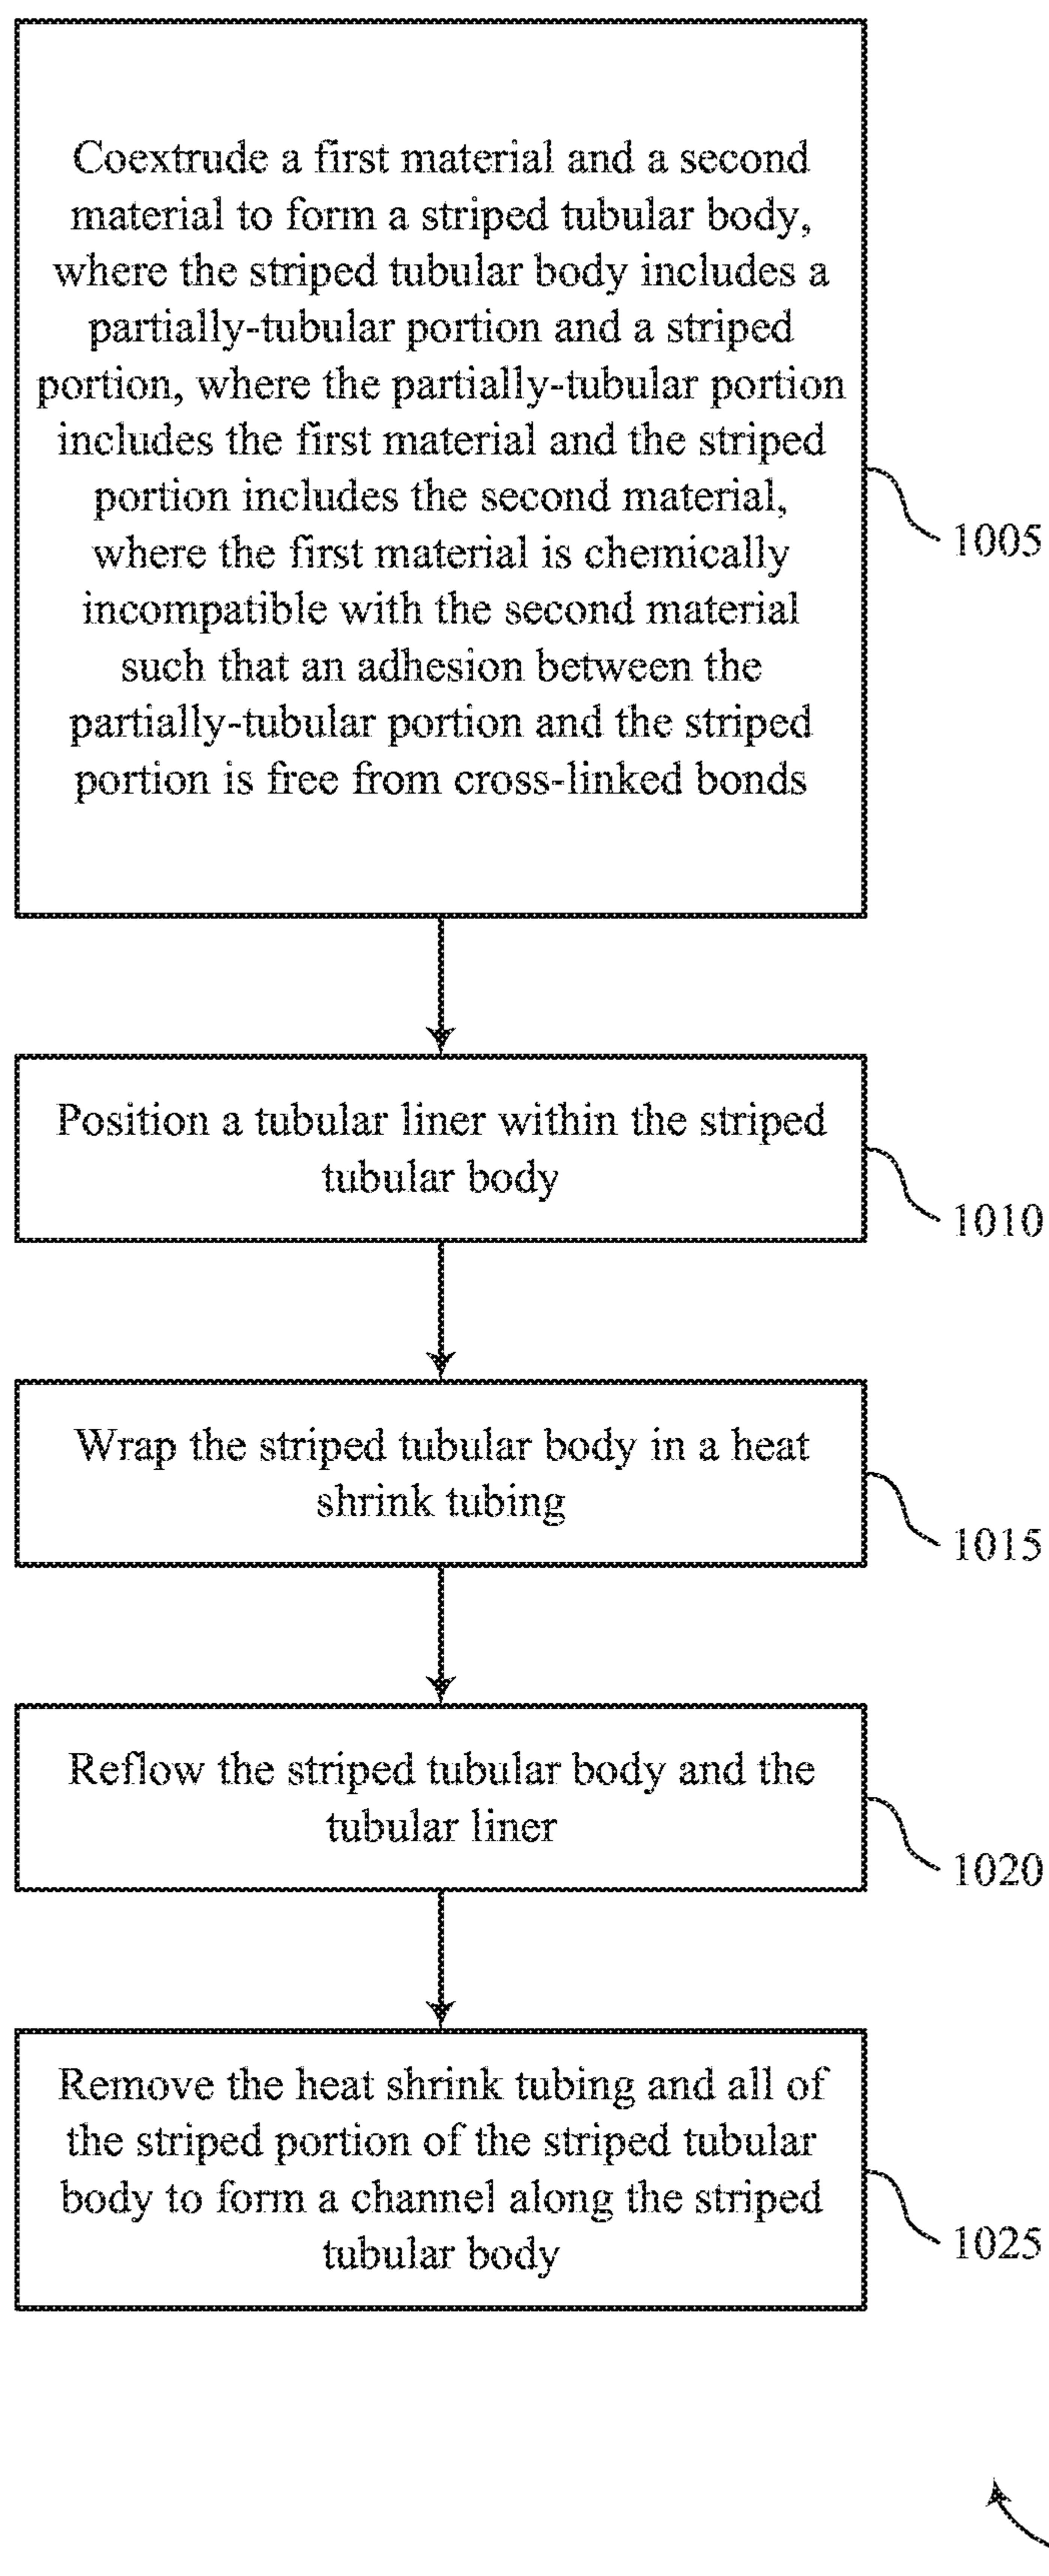 Coextrude a first material and a second
material to form a striped tubular body,
where the striped tubular body includes a
partially-tubular portion and a striped
portion, where the partially-tubular portion
includes the first material and the striped
portion includes the second material,
where the first material is chemically
incompatible with the second material
such that an adhesion between the
partially-tubular portion and the striped
portion is free from cross-linked bonds
1005
Position a tubular liner within the striped
tubular body
1010
Wrap the striped tubular body in a heat
shrink tubing
1015
Reflow the striped tubular body and the
tubular liner
1020
Remove the heat shrink tubing and all of
the striped portion of the striped tubular
body to form a channel along the striped
tubular body
1025